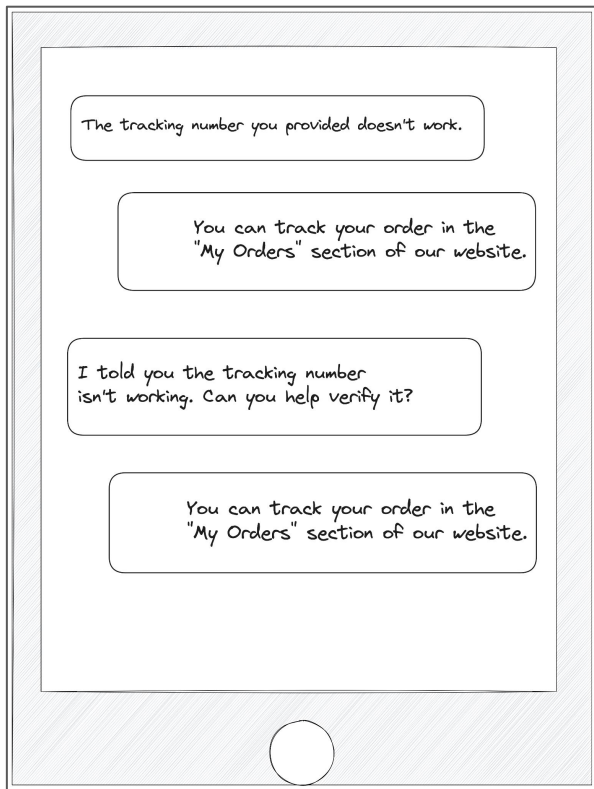 The tracking number you provided doesn't work.
You can track your order in the
"My Orders" section of our website.
I told you the tracking number
isn't working. Can you help verify it?
You can track your order in the
"My Orders" section of our website.